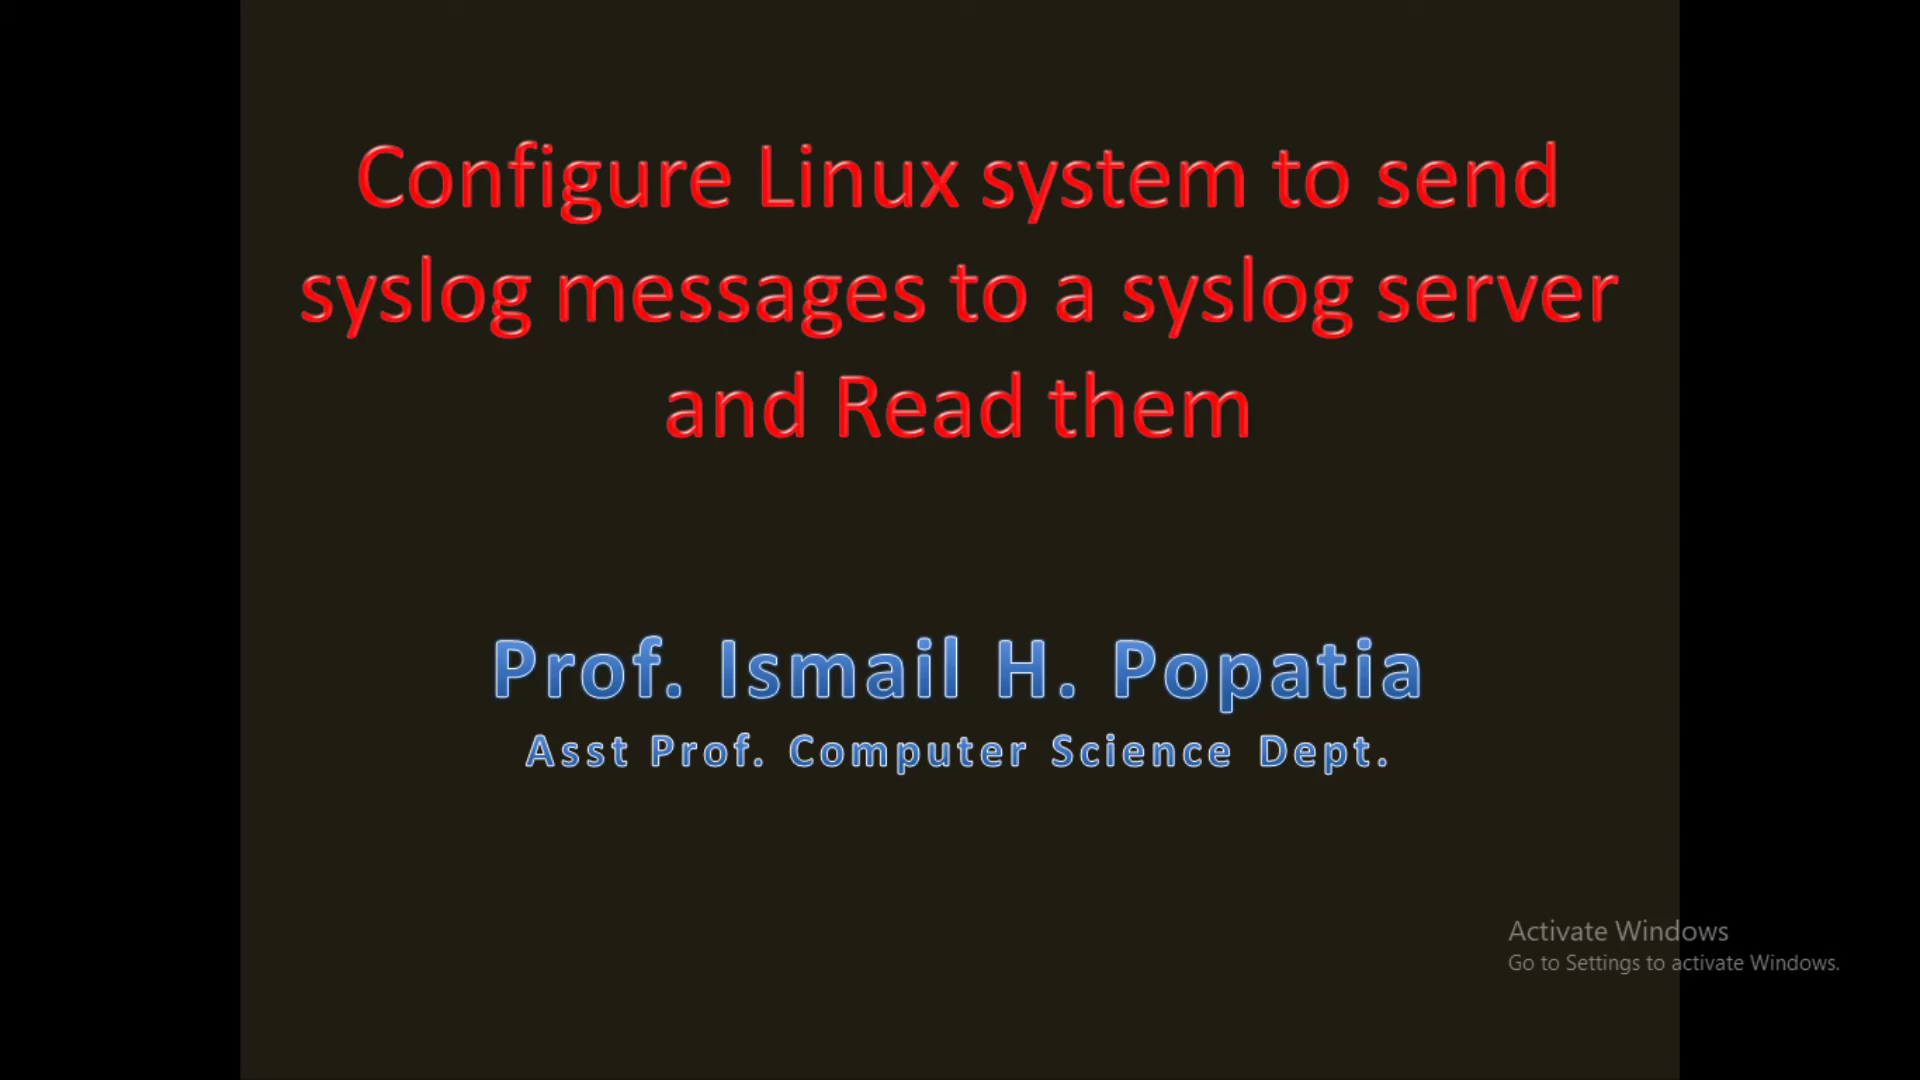 Configure Linux system to send
syslog messages to a syslog server
and Read them
Prof. Ismail H. Popatia
Asst Prof. Computer Science Dept.
Activate Windows
Go to Settings to activate Windows.